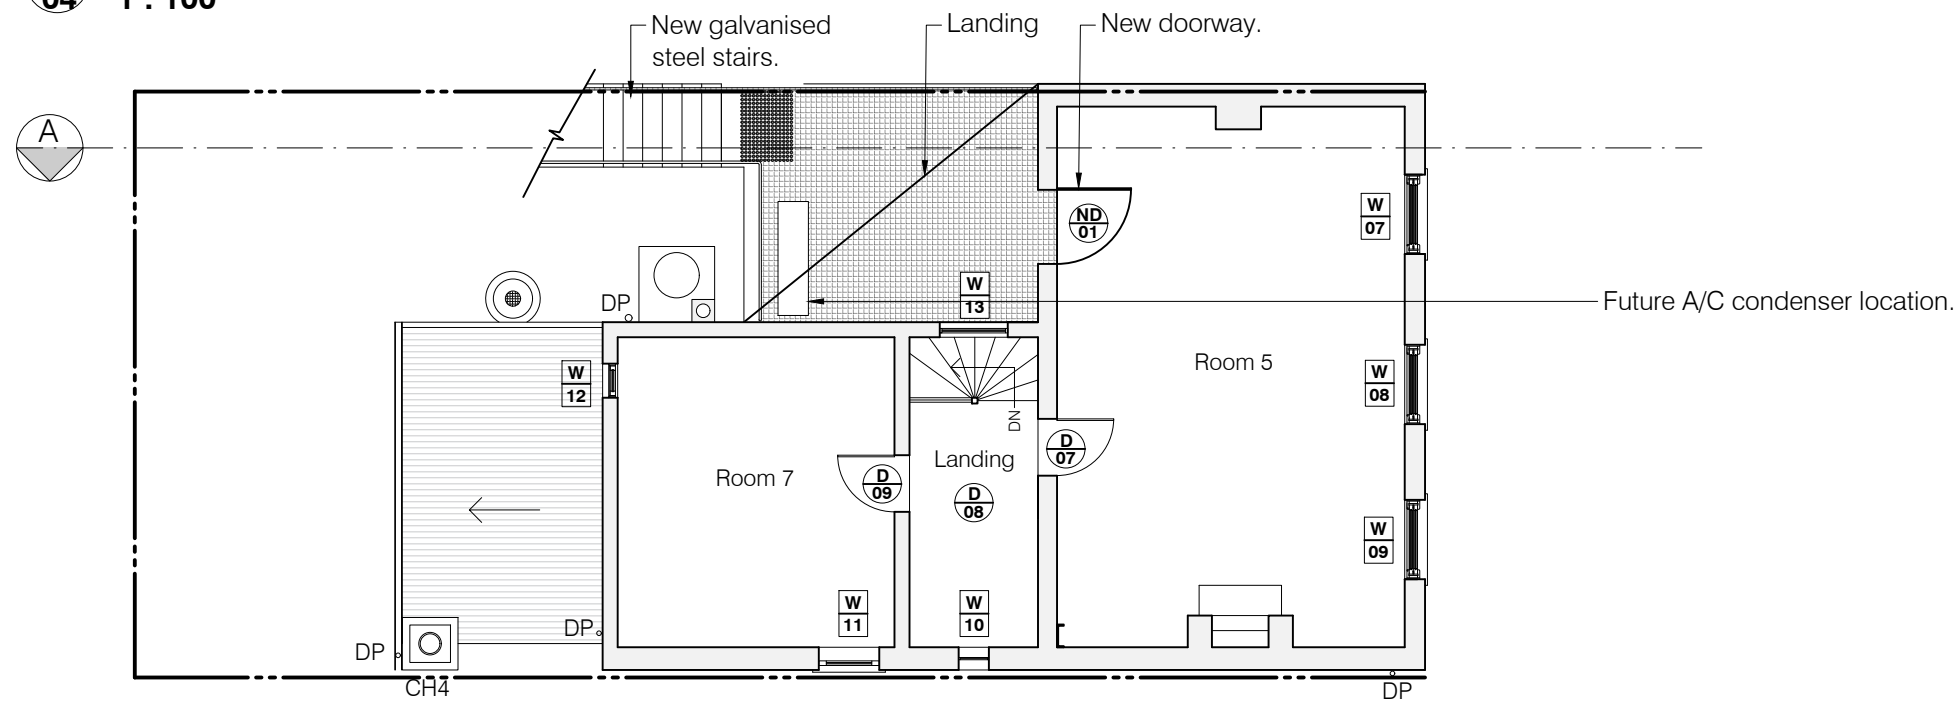 04 1 : 100
New galvanised
steel stairs.
Landing
New doorway.
A
ND
01
W
07
W
13
DP
Future A/C condenser location.
Room 5
W
12
W
08
DN
D
07
Landing
Room 7
D
09
D
08
W
09
W
11
W
10
DP
DP
CH4
DP